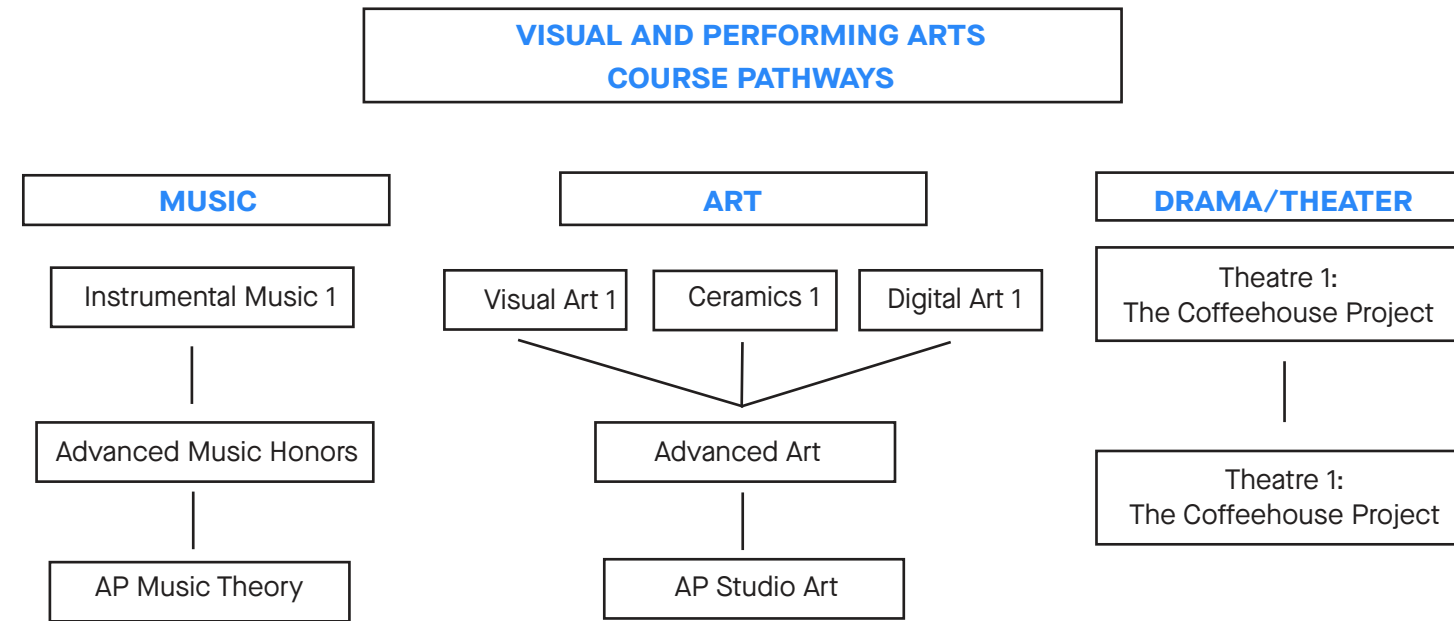 VISUAL AND PERFORMING ARTS
COURSE PATHWAYS
MUSIC
ART
DRAMA/THEATER
Instrumental Music 1
Visual Art 1
Ceramics 1
Digital Art 1
Theatre 1:
The Coffeehouse Project
Advanced Music Honors
Advanced Art
Theatre 1:
The Coffeehouse Project
AP Music Theory
AP Studio Art